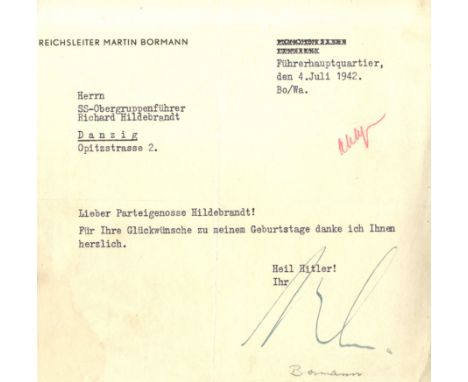 REICHSLEITER MARTIN BORMANN
Führerhauptquartier,
den 4.Juli 1942.
Bo/Wa.
Herrn
SS-Obergruppenführer
Richard Hildebrandt
Danzig
Opitzstrasse 2.
Lieber Parteigenosse Hildebrandt!
Für Ihre Glückwünsche zu meinem Geburtstage danke ich Ihnen
herzlich.
Heil Hitler!
Ihr
Bormann